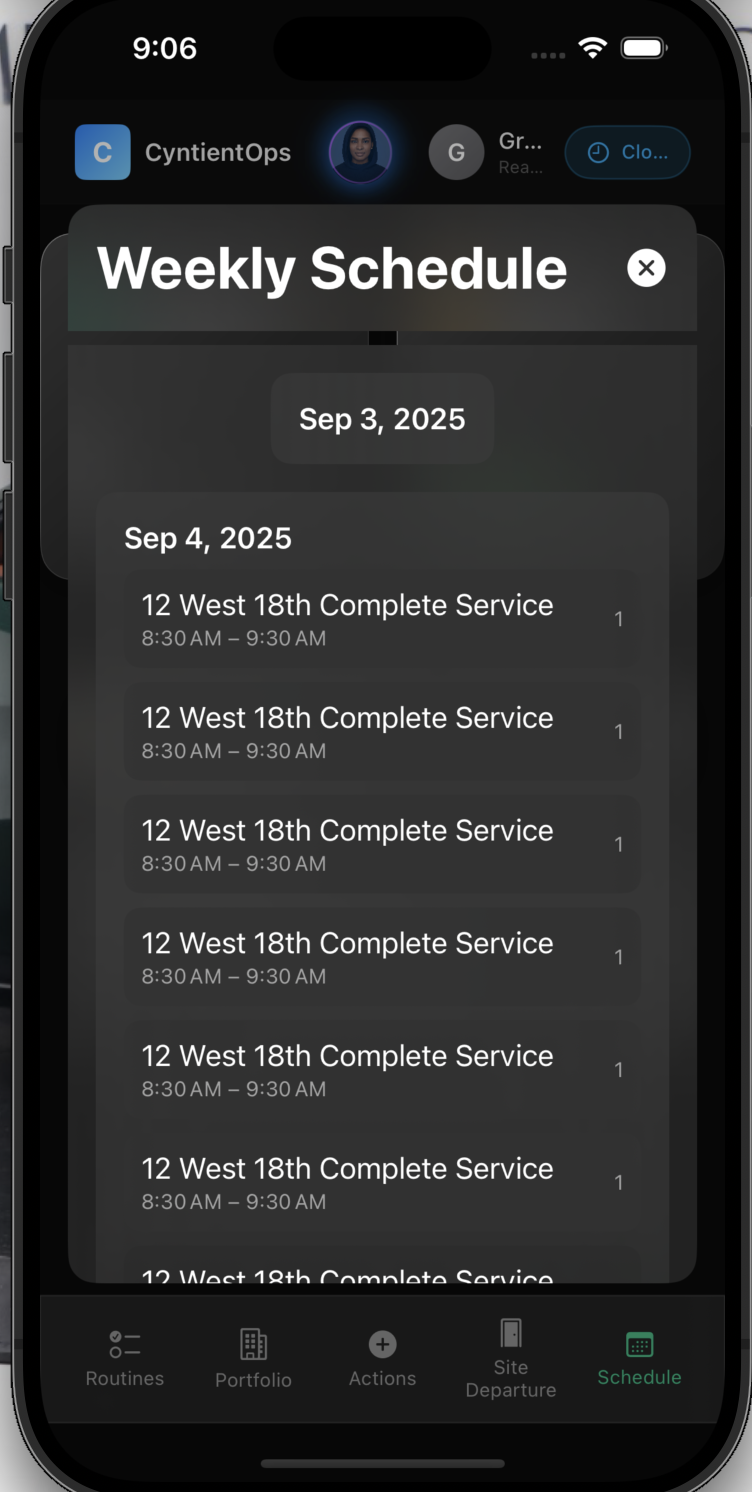 9:06
C
CyntientOps
G
Gr...
Rea...
Clo...
Weekly Schedule
Sep 3, 2025
Sep 4, 2025
12 West 18th Complete Service
8:30 AM – 9:30 AM
1
12 West 18th Complete Service
8:30 AM – 9:30 AM
1
12 West 18th Complete Service
8:30 AM – 9:30 AM
1
12 West 18th Complete Service
8:30 AM – 9:30 AM
1
12 West 18th Complete Service
8:30 AM – 9:30 AM
1
12 West 18th Complete Service
8:30 AM – 9:30 AM
1
12 West 18th Complete Service
Routines
Portfolio
Actions
Site
Departure
Schedule